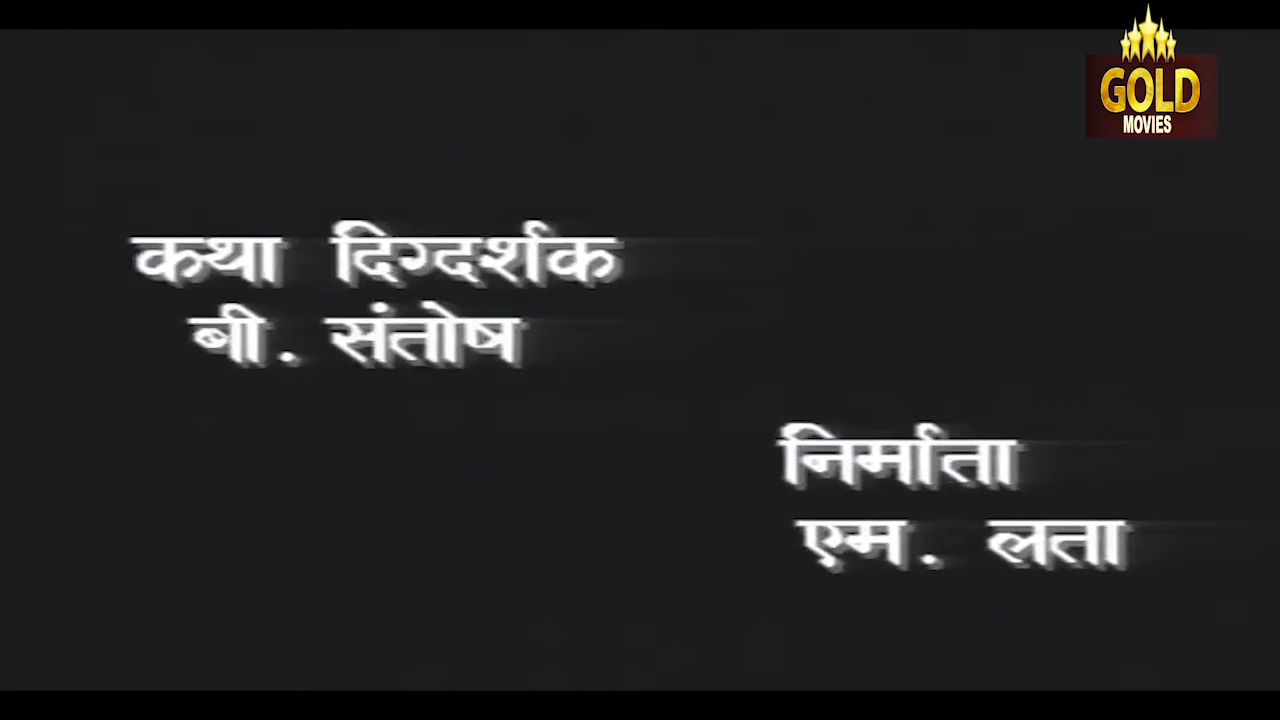 GOLD
MOVIES
कथा दिग्दर्शक
बी. संतोष
निर्माता
एम. लता